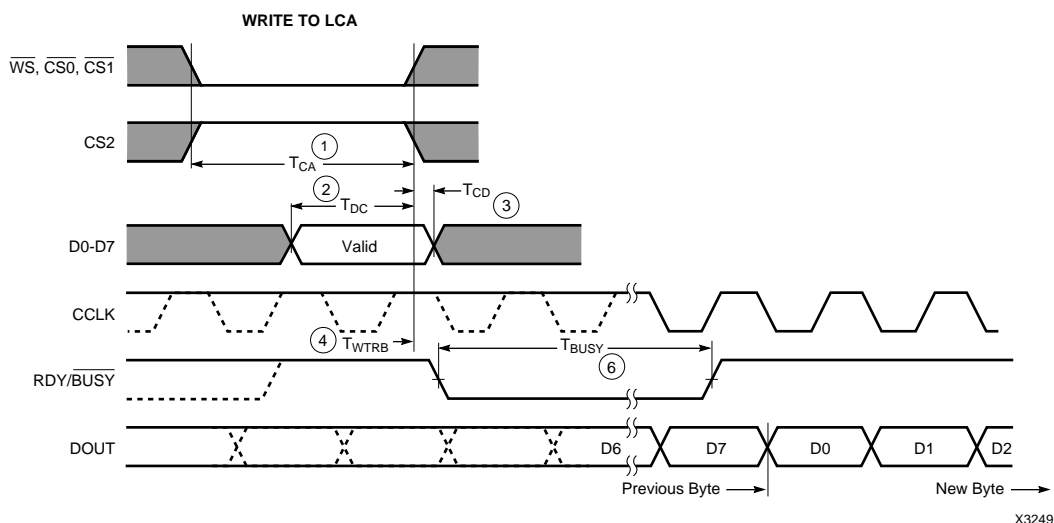 WRITE TO LCA
WS, CS0, CS1
CS2
1
TCA
2
TDC
TCD
3
D0-D7
Valid
CCLK
4 TWTRB
TBUSY
6
RDY/BUSY
DOUT
D6
D7
D0
D1
D2
Previous Byte
New Byte
X3249